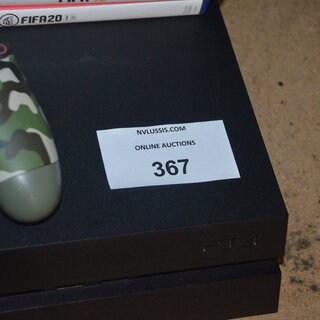 FIFA20
NVLUSSIS.COM
ONLINE AUCTIONS
367
PS4